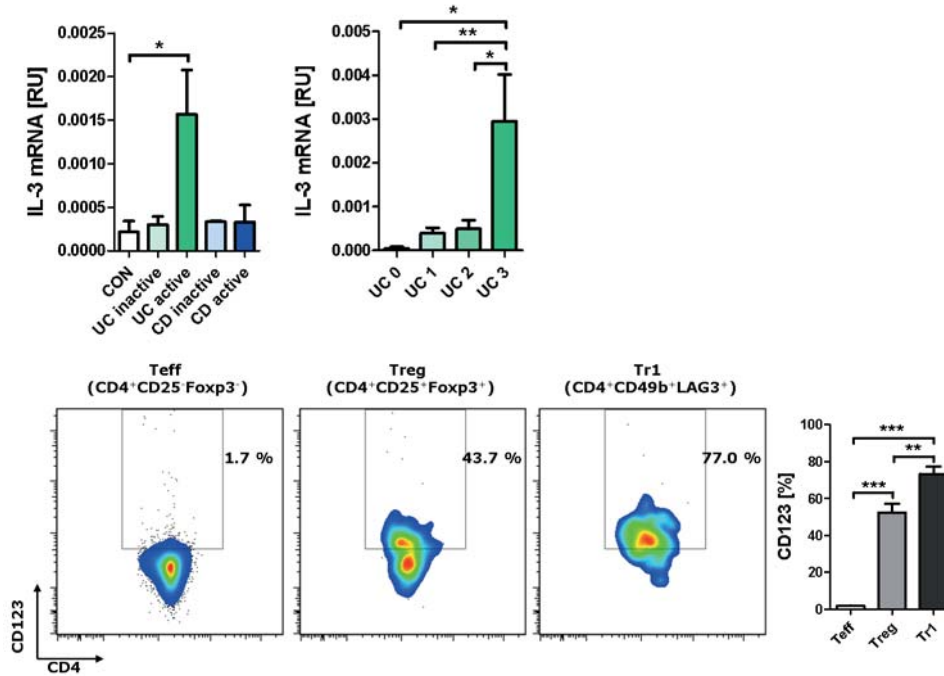 IL-3 mRNA [RU]
0.0025
0.0020
0.0015
0.0010
0.0005
0.0000
*
CON
UC inactive
UC active
CD inactive
CD active
IL-3 mRNA [RU]
0.005
0.004
0.003
0.002
0.001
0.000
*
**
*
UC 0
UC 1
UC 2
UC 3
Teff
(CD4⁺CD25⁻Foxp3⁻)
1.7 %
Treg
(CD4⁺CD25⁺Foxp3⁺)
43.7 %
Tr1
(CD4⁺CD49b⁺LAG3⁺)
77.0 %
CD123
CD4
CD123 [%]
100
80
60
40
20
0
***
**
***
Teff
Treg
Tr1